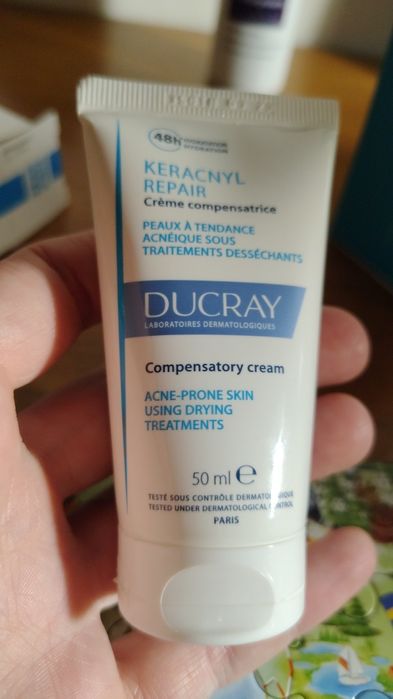 48h
HYDRATION
KERACNYL
REPAIR
Crème compensatrice
PEAUX À TENDANCE
ACNÉIQUE SOUS
TRAITEMENTS DESSÉCHANTS
DUCRAY
LABORATOIRES DERMATOLOGIQUES
Compensatory cream
ACNE-PRONE SKIN
USING DRYING
TREATMENTS
50 ml e
TESTÉ SOUS CONTRÔLE DERMATOLOGIQUE
TESTED UNDER DERMATOLOGICAL CONTROL
PARIS